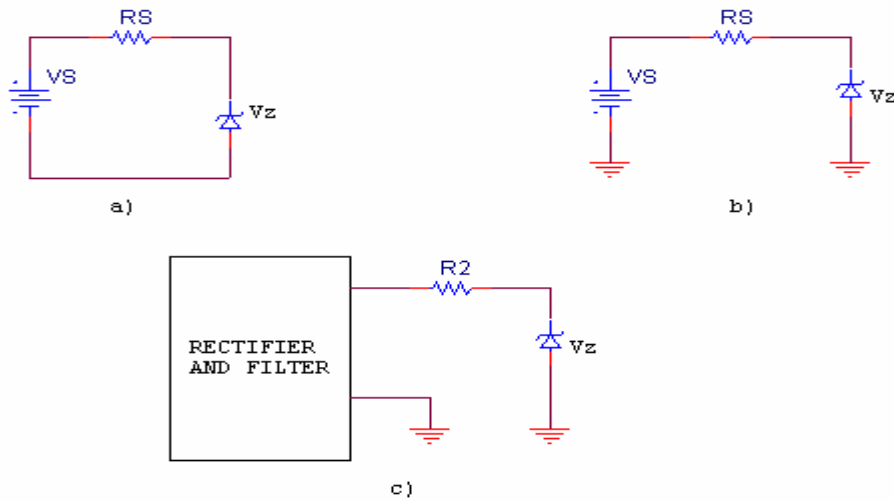 RS
VS
Vz
a)
RS
VS
Vz
b)
R2
RECTIFIER
AND FILTER
Vz
c)